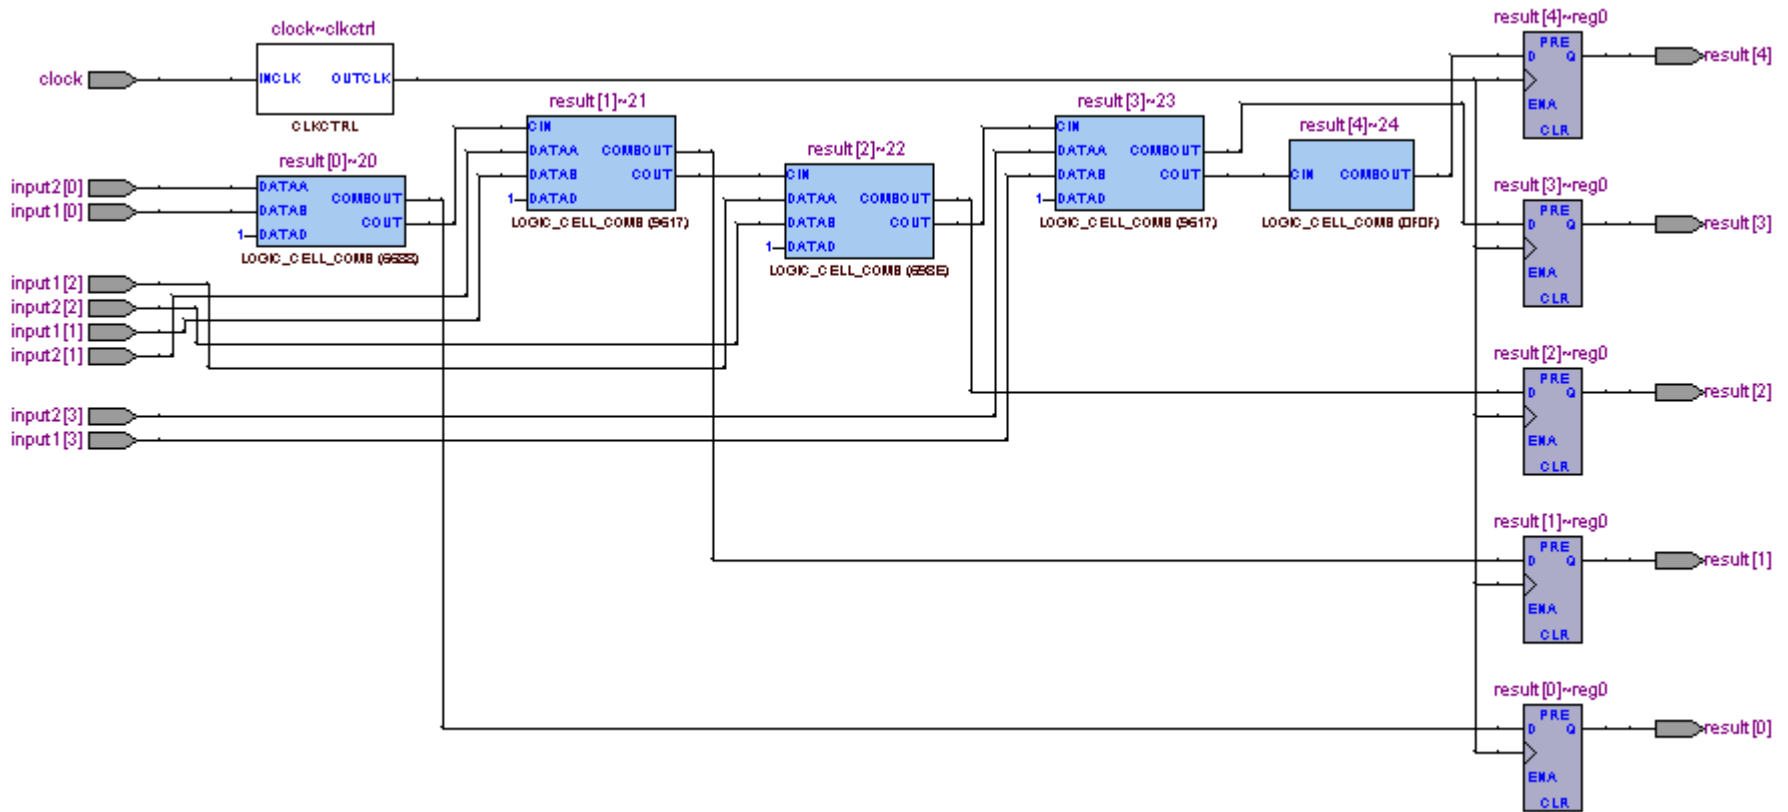 clock~clkctrl
clock
INCLK OUTCLK
CLKCTRL
result[0]~20
input2[0]
input1[0]
DATAA
DATAB
1 DATAD
COMBOUT
COUT
LOGIC_CELL_COMB (6688)
result[1]~21
CIN
DATAA COMBOUT
DATAB COUT
1 DATAD
LOGIC_CELL_COMB (9617)
result[2]~22
CIN
DATAA COMBOUT
DATAB COUT
1 DATAD
LOGIC_CELL_COMB (698E)
result[3]~23
CIN
DATAA COMBOUT
DATAB COUT
1 DATAD
LOGIC_CELL_COMB (9617)
result[4]~24
CIN COMBOUT
LOGIC_CELL_COMB (0F0F)
input1[2]
input2[2]
input1[1]
input2[1]
input2[3]
input1[3]
result[4]~reg0
PRE
D Q
ENA
CLR
result[4]
result[3]~reg0
PRE
D Q
ENA
CLR
result[3]
result[2]~reg0
PRE
D Q
ENA
CLR
result[2]
result[1]~reg0
PRE
D Q
ENA
CLR
result[1]
result[0]~reg0
PRE
D Q
ENA
CLR
result[0]